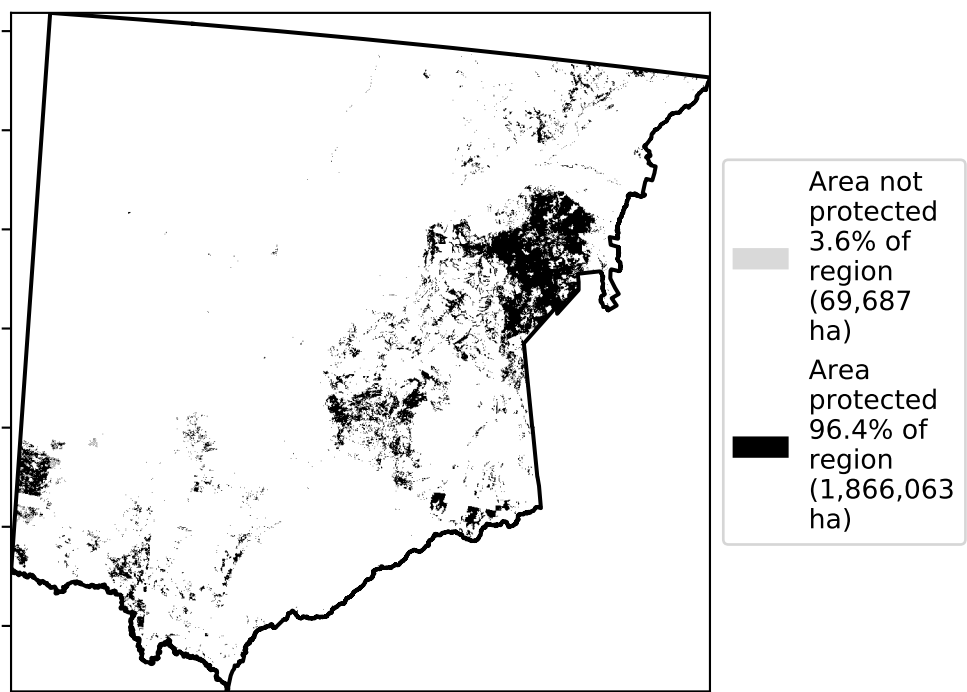 Area not
protected
3.6% of
region
(69,687
ha)
Area
protected
96.4% of
region
(1,866,063
ha)